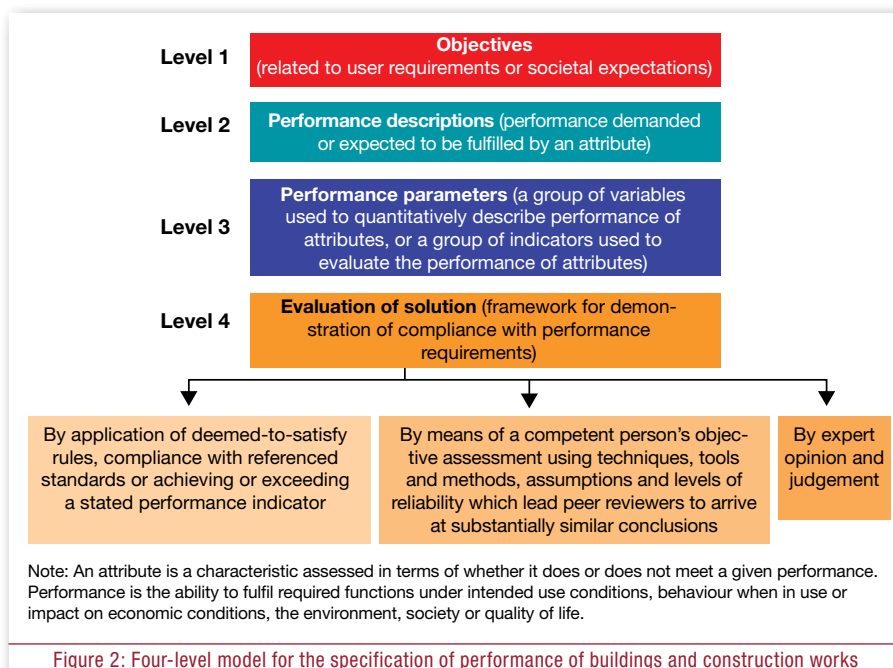 Level 1
Objectives
(related to user requirements or societal expectations)
Level 2
Performance descriptions (performance demanded
or expected to be fulfilled by an attribute)
Level 3
Performance parameters (a group of variables
used to quantitatively describe performance of
attributes, or a group of indicators used to
evaluate the performance of attributes)
Level 4
Evaluation of solution (framework for demon-
stration of compliance with performance
requirements)
By application of deemed-to-satisfy
rules, compliance with referenced
standards or achieving or exceeding
a stated performance indicator
By means of a competent person's objec-
tive assessment using techniques, tools
and methods, assumptions and levels of
reliability which lead peer reviewers to arrive
at substantially similar conclusions
By expert
opinion and
judgement
Note: An attribute is a characteristic assessed in terms of whether it does or does not meet a given performance.
Performance is the ability to fulfil required functions under intended use conditions, behaviour when in use or
impact on economic conditions, the environment, society or quality of life.
Figure 2: Four-level model for the specification of performance of buildings and construction works